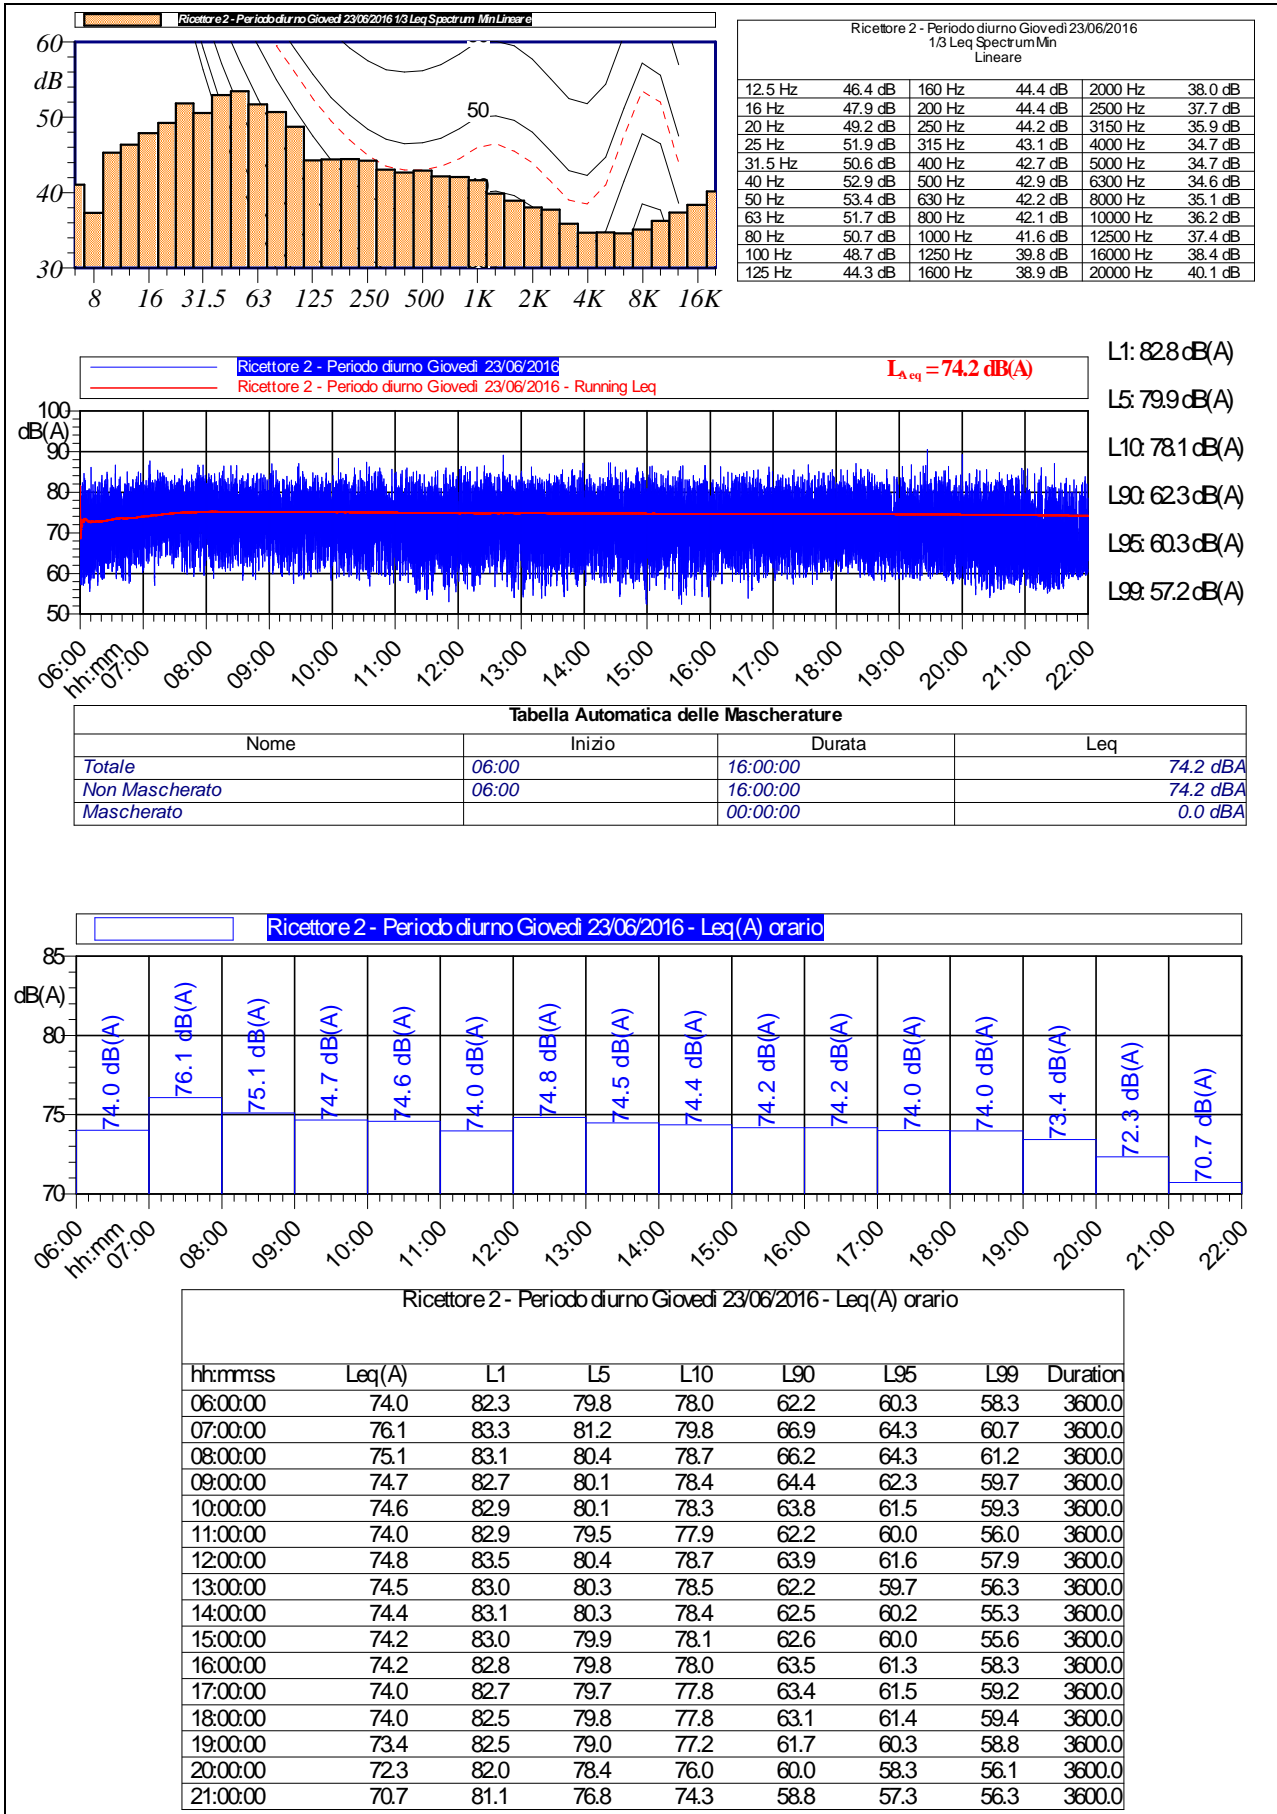 Ricettore 2 - Periodo diurno Giovedì 23/06/2016 1/3 Leq Spectrum Min Lineare
60
dB
50
40
30
50
8 16 31.5 63 125 250 500 1K 2K 4K 8K 16K
Ricettore 2 - Periodo diurno Giovedì 23/06/2016
1/3 Leq Spectrum Min
Lineare
12.5 Hz 46.4 dB 160 Hz 44.4 dB 2000 Hz 38.0 dB
16 Hz 47.9 dB 200 Hz 44.4 dB 2500 Hz 37.7 dB
20 Hz 49.2 dB 250 Hz 44.2 dB 3150 Hz 35.9 dB
25 Hz 51.9 dB 315 Hz 43.1 dB 4000 Hz 34.7 dB
31.5 Hz 50.6 dB 400 Hz 42.7 dB 5000 Hz 34.7 dB
40 Hz 52.9 dB 500 Hz 42.9 dB 6300 Hz 34.6 dB
50 Hz 53.4 dB 630 Hz 42.2 dB 8000 Hz 35.1 dB
63 Hz 51.7 dB 800 Hz 42.1 dB 10000 Hz 36.2 dB
80 Hz 50.7 dB 1000 Hz 41.6 dB 12500 Hz 37.4 dB
100 Hz 48.7 dB 1250 Hz 39.8 dB 16000 Hz 38.4 dB
125 Hz 44.3 dB 1600 Hz 38.9 dB 20000 Hz 40.1 dB
Ricettore 2 - Periodo diurno Giovedì 23/06/2016
Ricettore 2 - Periodo diurno Giovedì 23/06/2016 - Running Leq
LAeq = 74.2 dB(A)
100
dB(A)
90
80
70
60
50
06:00 hh:mm 07:00 08:00 09:00 10:00 11:00 12:00 13:00 14:00 15:00 16:00 17:00 18:00 19:00 20:00 21:00 22:00
L1: 82.8 dB(A)
L5: 79.9 dB(A)
L10: 78.1 dB(A)
L90: 62.3 dB(A)
L95: 60.3 dB(A)
L99: 57.2 dB(A)
Tabella Automatica delle Mascherature
Nome Inizio Durata Leq
Totale 06:00 16:00:00 74.2 dBA
Non Mascherato 06:00 16:00:00 74.2 dBA
Mascherato 00:00:00 0.0 dBA
Ricettore 2 - Periodo diurno Giovedì 23/06/2016 - Leq(A) orario
85
dB(A)
80
75
70
74.0 dB(A) 76.1 dB(A) 75.1 dB(A) 74.7 dB(A) 74.6 dB(A) 74.0 dB(A) 74.8 dB(A) 74.5 dB(A) 74.4 dB(A) 74.2 dB(A) 74.2 dB(A) 74.0 dB(A) 74.0 dB(A) 73.4 dB(A) 72.3 dB(A) 70.7 dB(A)
06:00 hh:mm 07:00 08:00 09:00 10:00 11:00 12:00 13:00 14:00 15:00 16:00 17:00 18:00 19:00 20:00 21:00 22:00
Ricettore 2 - Periodo diurno Giovedì 23/06/2016 - Leq(A) orario
hh:mm:ss Leq(A) L1 L5 L10 L90 L95 L99 Duration
06:00:00 74.0 82.3 79.8 78.0 62.2 60.3 58.3 3600.0
07:00:00 76.1 83.3 81.2 79.8 66.9 64.3 60.7 3600.0
08:00:00 75.1 83.1 80.4 78.7 66.2 64.3 61.2 3600.0
09:00:00 74.7 82.7 80.1 78.4 64.4 62.3 59.7 3600.0
10:00:00 74.6 82.9 80.1 78.3 63.8 61.5 59.3 3600.0
11:00:00 74.0 82.9 79.5 77.9 62.2 60.0 56.0 3600.0
12:00:00 74.8 83.5 80.4 78.7 63.9 61.6 57.9 3600.0
13:00:00 74.5 83.0 80.3 78.5 62.2 59.7 56.3 3600.0
14:00:00 74.4 83.1 80.3 78.4 62.5 60.2 55.3 3600.0
15:00:00 74.2 83.0 79.9 78.1 62.6 60.0 55.6 3600.0
16:00:00 74.2 82.8 79.8 78.0 63.5 61.3 58.3 3600.0
17:00:00 74.0 82.7 79.7 77.8 63.4 61.5 59.2 3600.0
18:00:00 74.0 82.5 79.8 77.8 63.1 61.4 59.4 3600.0
19:00:00 73.4 82.5 79.0 77.2 61.7 60.3 58.8 3600.0
20:00:00 72.3 82.0 78.4 76.0 60.0 58.3 56.1 3600.0
21:00:00 70.7 81.1 76.8 74.3 58.8 57.3 56.3 3600.0